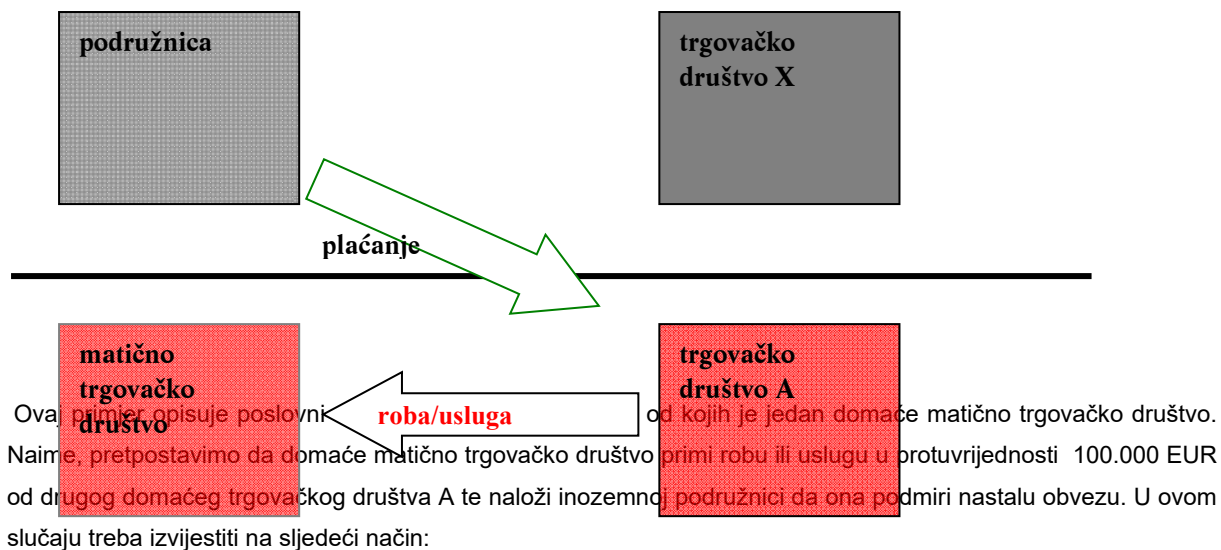 podružnica
trgovačko
društvo X
plaćanje
matično
trgovačko
društvo
trgovačko
društvo A
roba/usluga
Ovaj primjer opisuje poslovni od kojih je jedan domaće matično trgovačko društvo.
Naime, pretpostavimo da domaće matično trgovačko društvo primi robu ili uslugu u protuvrijednosti 100.000 EUR
od drugog domaćeg trgovačkog društva A te naloži inozemnoj podružnici da ona podmiri nastalu obvezu. U ovom
slučaju treba izvijestiti na sljedeći način: